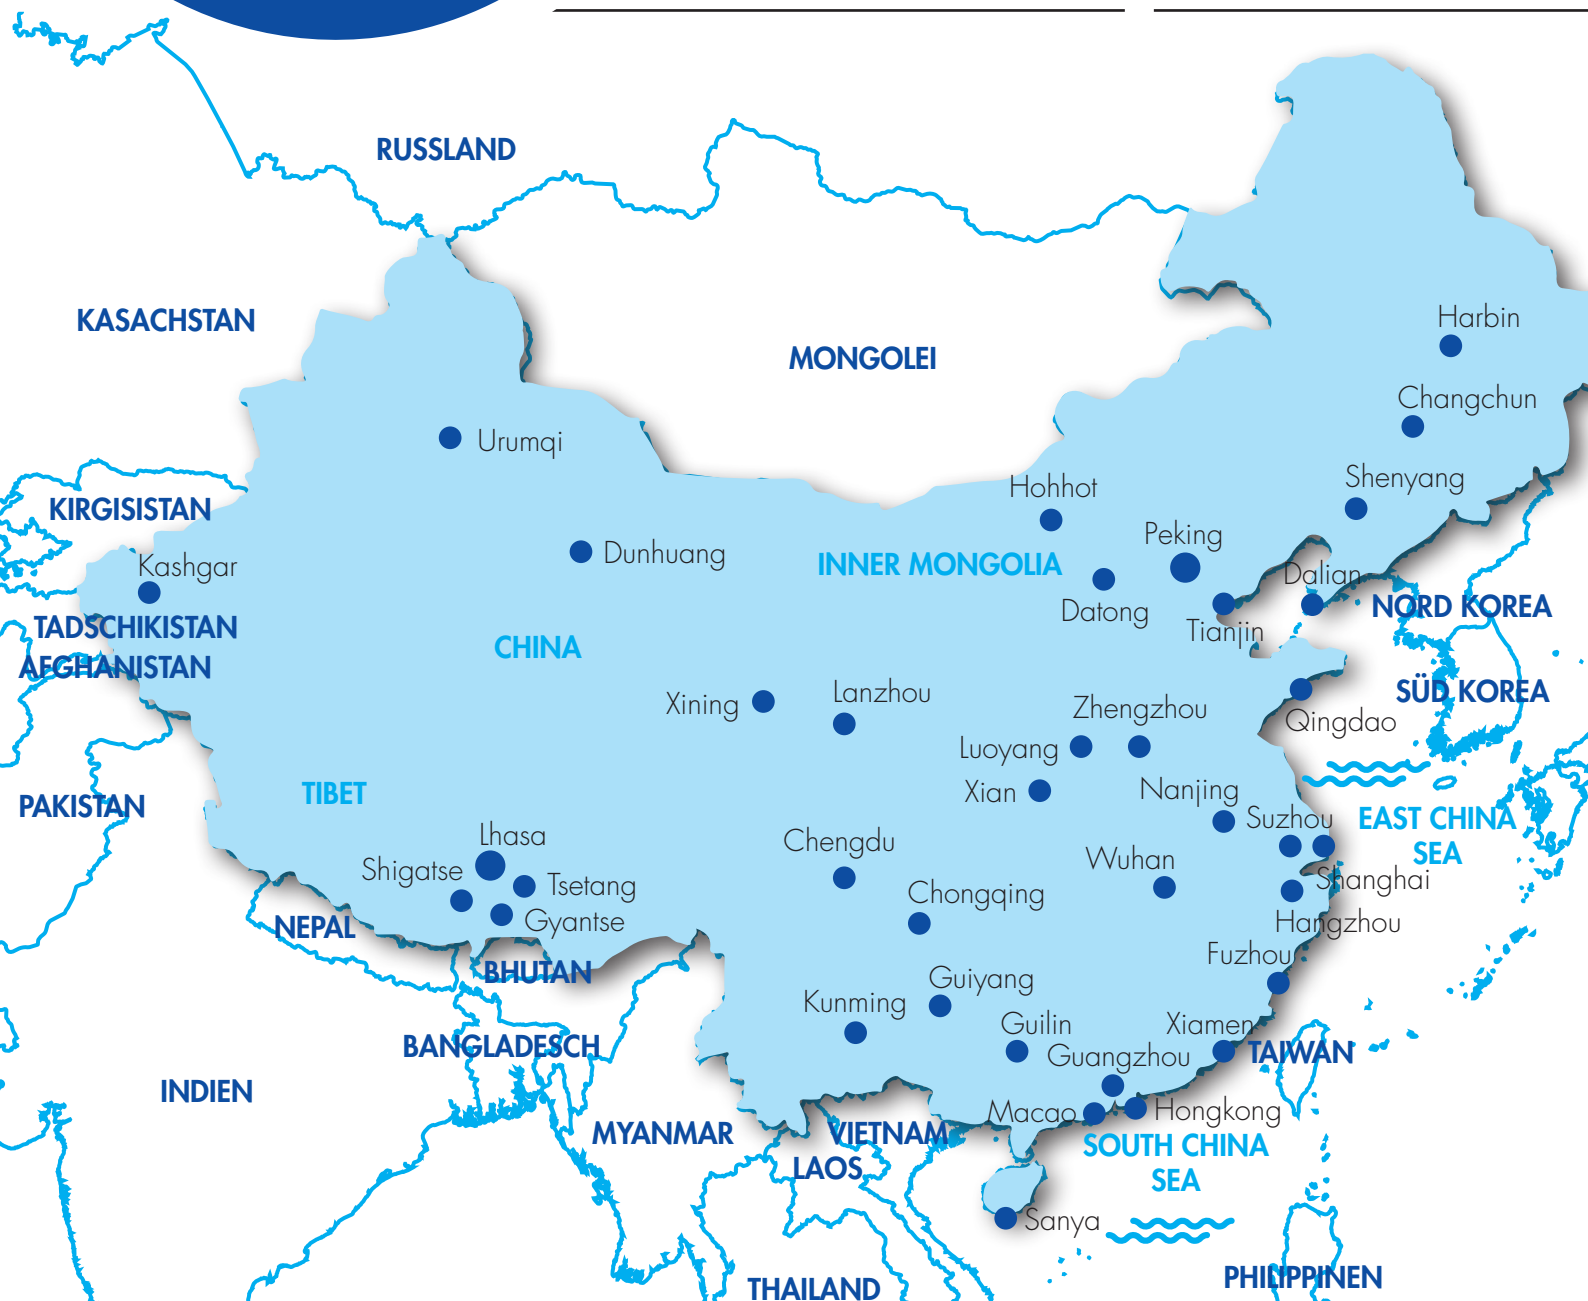 RUSSLAND
KASACHSTAN
MONGOLEI
Harbin
Changchun
Urumqi
Hohhot
Shenyang
KIRGISISTAN
Peking
Kashgar
Dunhuang
INNER MONGOLIA
Dalian
Datong
NORD KOREA
TADSCHIKISTAN
Tianjin
CHINA
AFGHANISTAN
Xining
Lanzhou
SÜD KOREA
Zhengzhou
Qingdao
Luoyang
TIBET
Xian
Nanjing
PAKISTAN
Suzhou
EAST CHINA
SEA
Lhasa
Chengdu
Wuhan
Shigatse
Tsetang
Shanghai
Chongqing
Gyantse
Hangzhou
NEPAL
Fuzhou
BHUTAN
Guiyang
Kunming
Guilin
Xiamen
BANGLADESCH
Guangzhou
TAIWAN
INDIEN
Macao
Hongkong
MYANMAR
VIETNAM
SOUTH CHINA
SEA
LAOS
Sanya
PHILIPPINEN
THAILAND